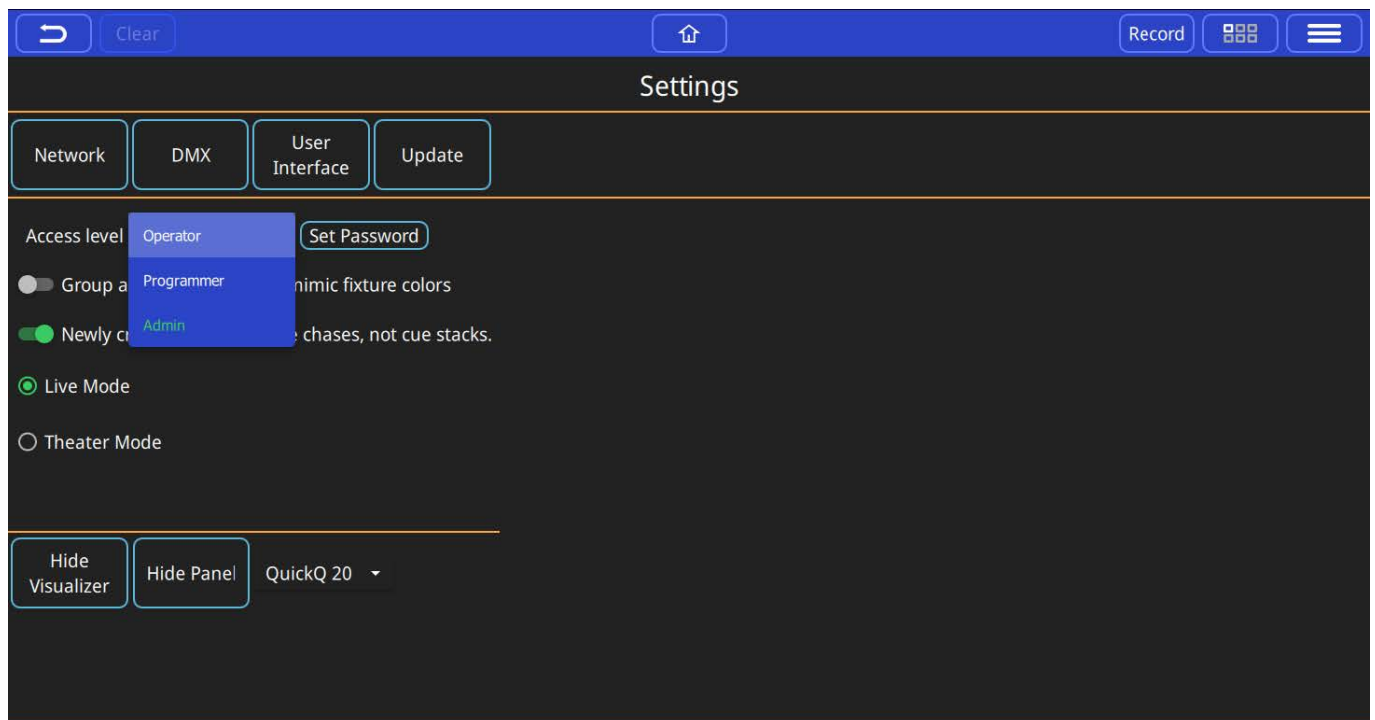 Clear
Record
Settings
Network
DMX
User
Interface
Update
Access level
Operator
Set Password
Programmer
Group a
mimic fixture colors
Admin
Newly cr
chases, not cue stacks.
Live Mode
Theater Mode
Hide
Visualizer
Hide Panel
QuickQ 20